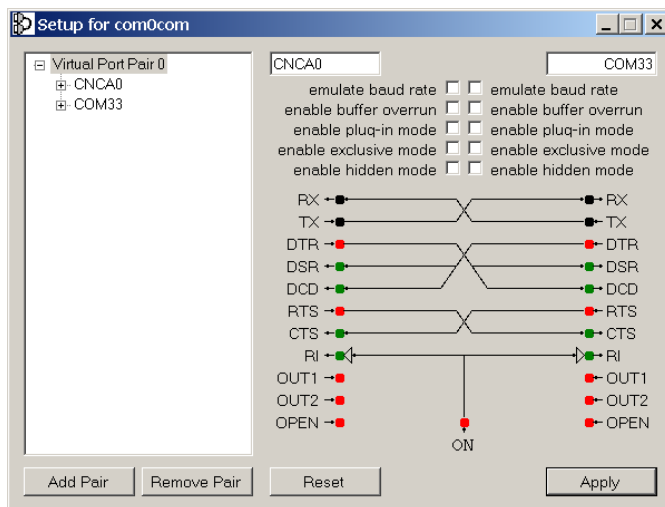 Setup for com0com
Virtual Port Pair 0
CNCA0
COM33
CNCA0 COM33
emulate baud rate emulate baud rate
enable buffer overrun enable buffer overrun
enable plug-in mode enable plug-in mode
enable exclusive mode enable exclusive mode
enable hidden mode enable hidden mode
RX RX
TX TX
DTR DTR
DSR DSR
DCD DCD
RTS RTS
CTS CTS
RI RI
OUT1 OUT1
OUT2 OUT2
OPEN OPEN
ON
Add Pair Remove Pair Reset Apply